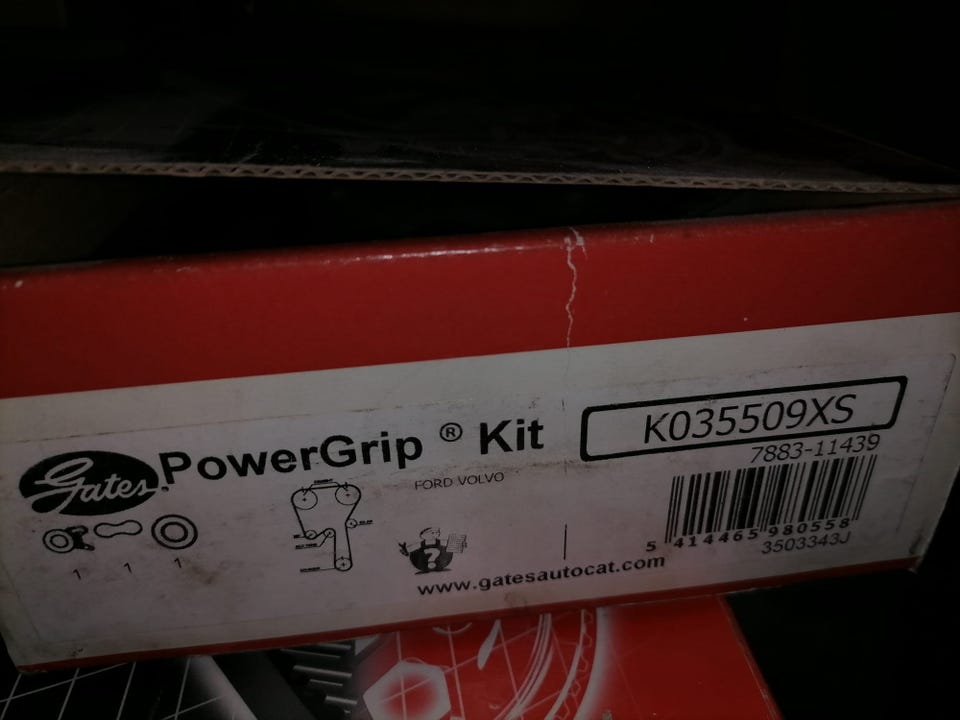 Gates PowerGrip ® Kit
K035509XS
7883-11439
FORD VOLVO
1 1 1
5 414465 980558
3503343J
www.gatesautocat.com